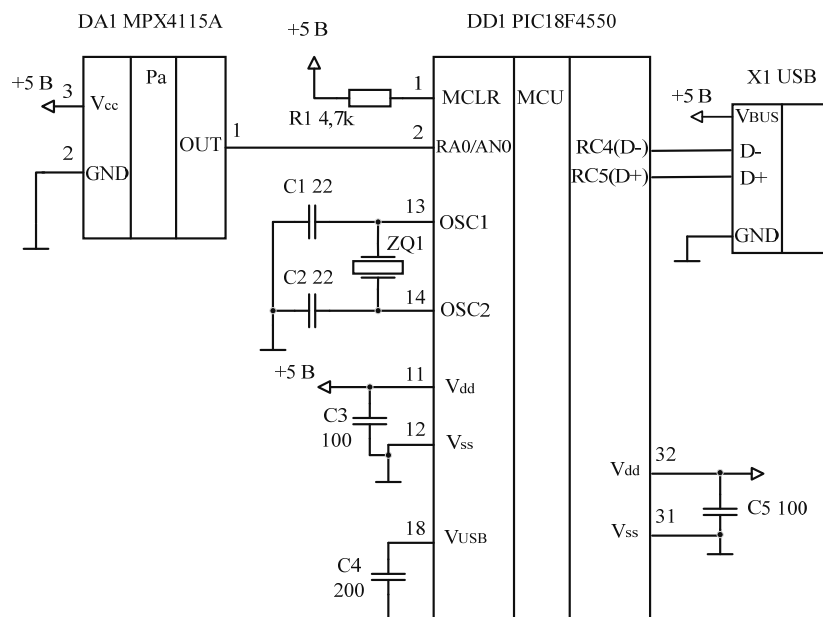 DA1 MPX4115A
DD1 PIC18F4550
X1 USB
+5 В
3
Vcc
Pa
2
GND
OUT
1
+5 В
R1 4,7k
1
MCLR
MCU
2
RA0/AN0
C1 22
13
OSC1
ZQ1
C2 22
14
OSC2
+5 В
11
Vdd
C3
100
12
Vss
18
VUSB
C4
200
RC4(D-)
RC5(D+)
+5 В
VBUS
D-
D+
GND
Vdd
32
C5 100
Vss
31